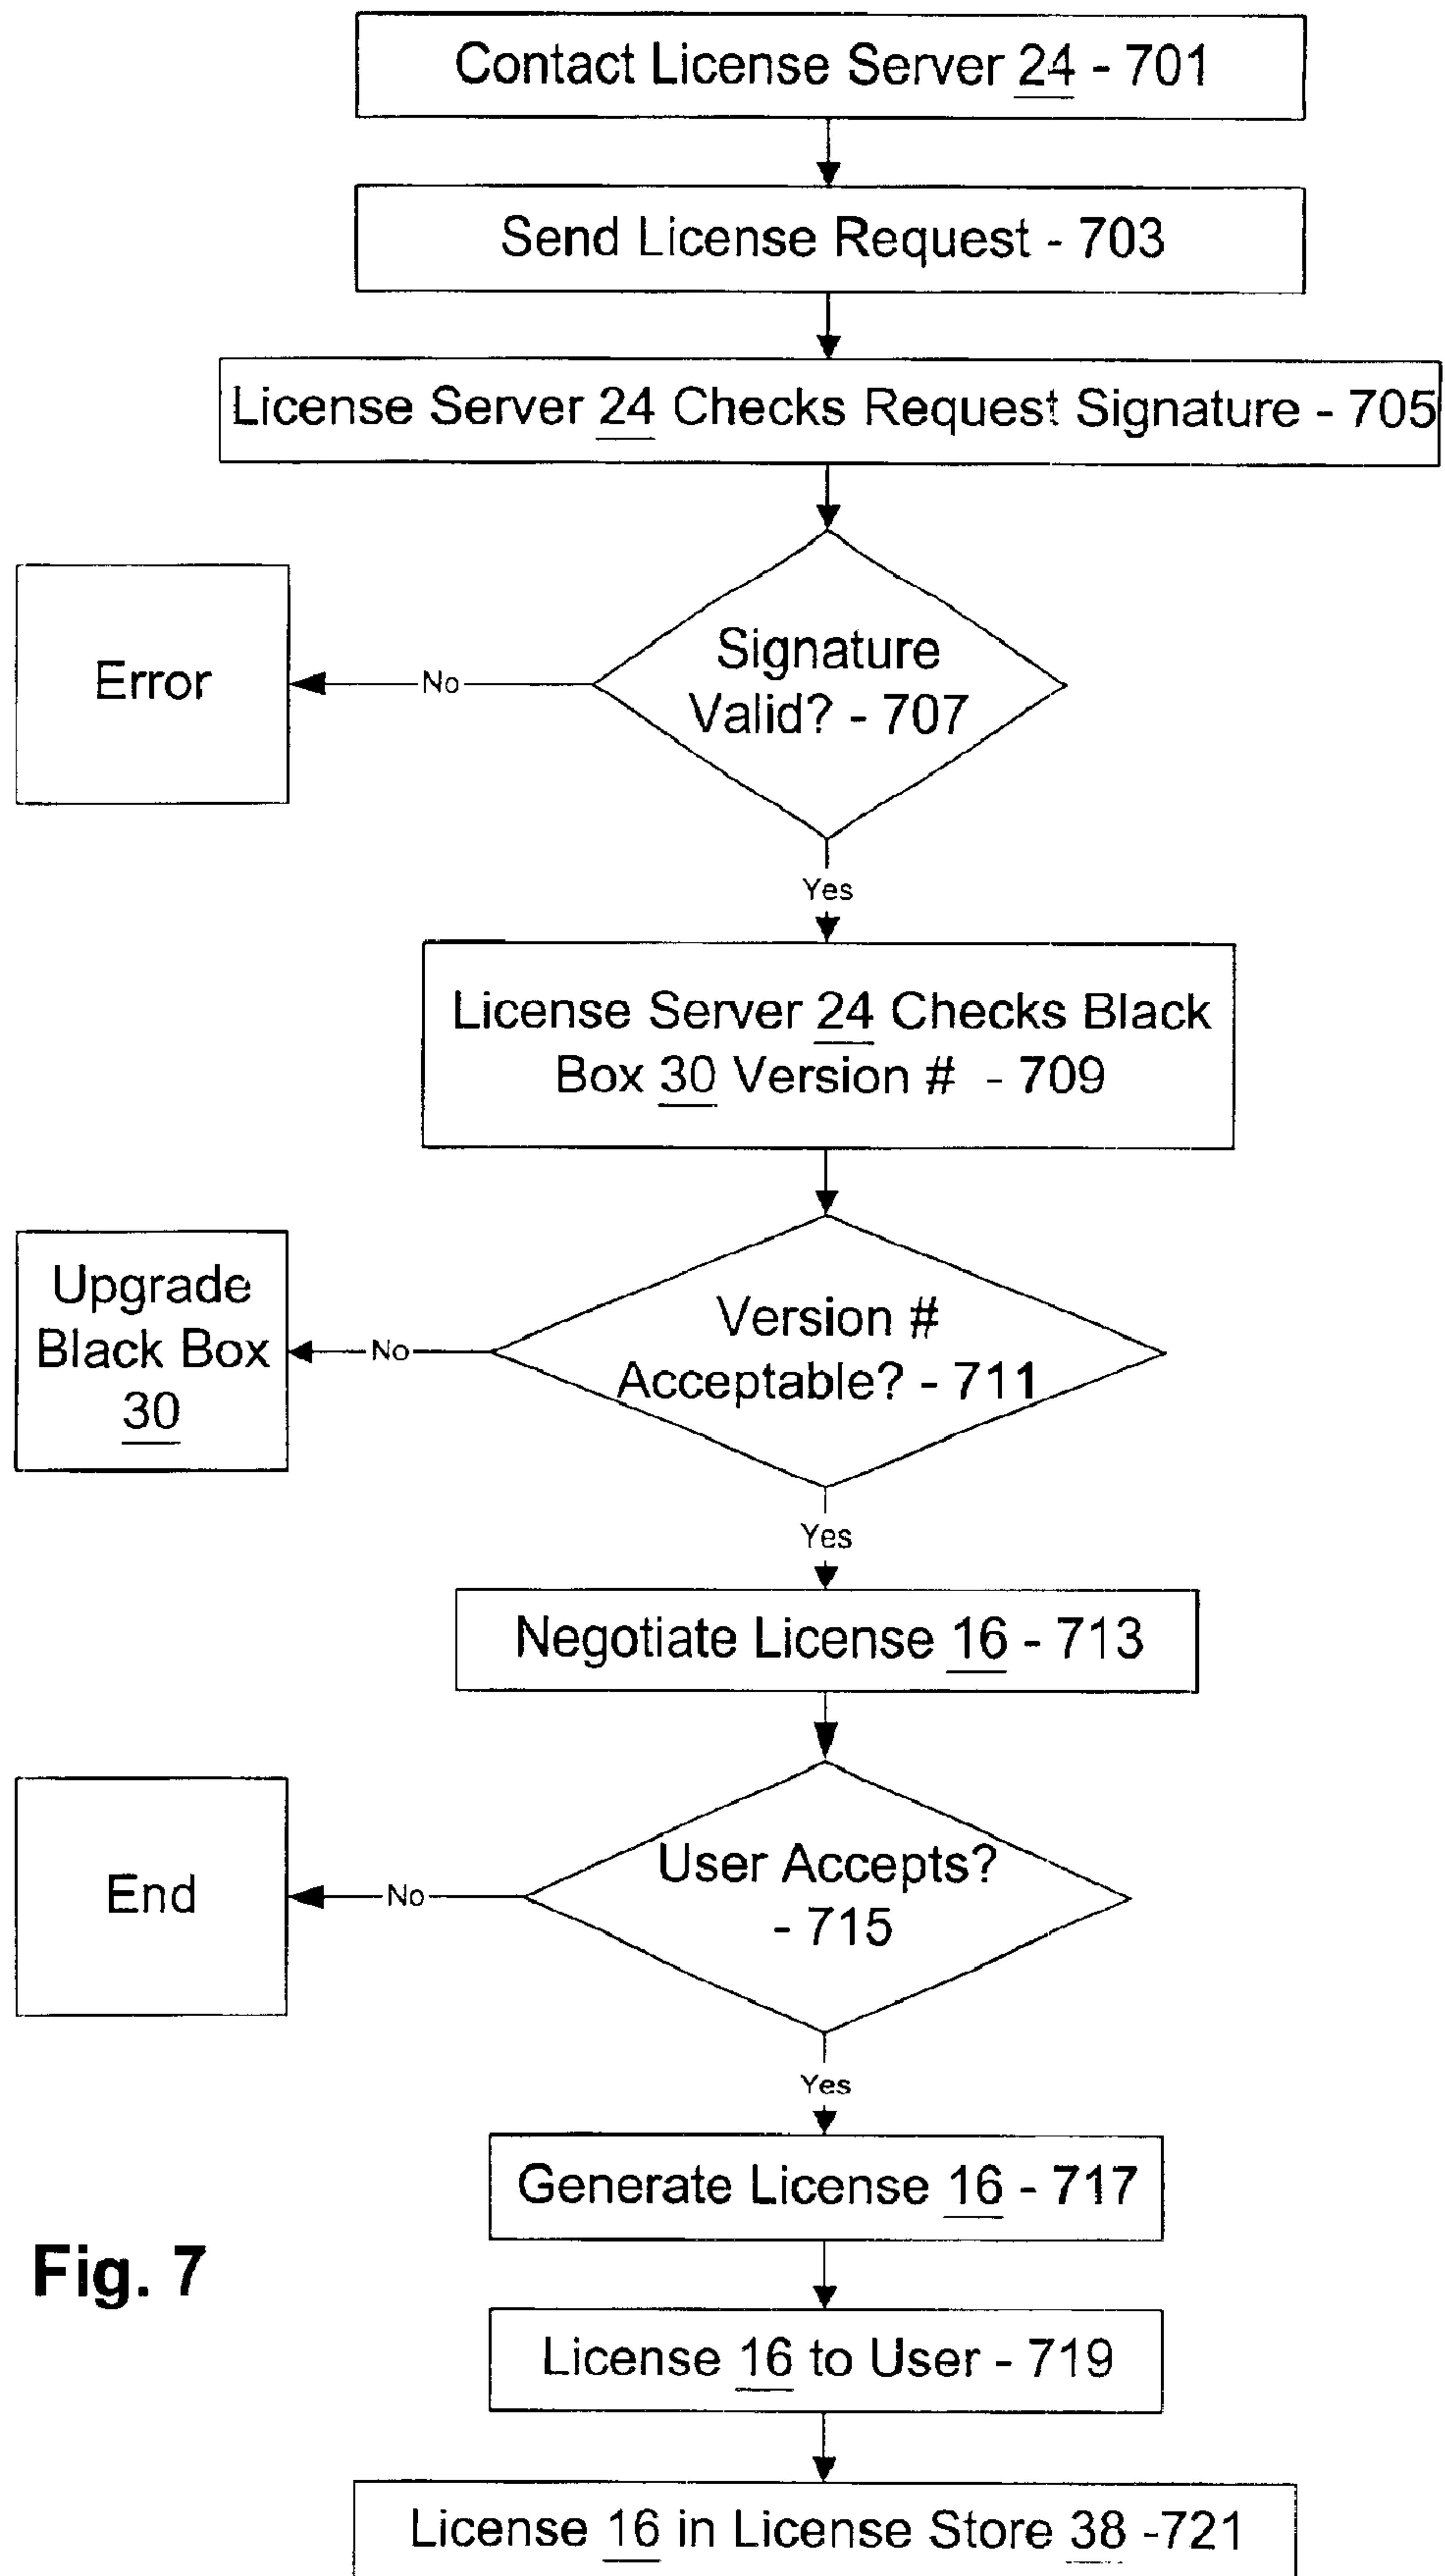 Contact License Server 24 - 701
Send License Request - 703
License Server 24 Checks Request Signature - 705
Signature
Valid? - 707
No
Error
Yes
License Server 24 Checks Black
Box 30 Version # - 709
Version #
Acceptable? - 711
No
Upgrade
Black Box
30
Yes
Negotiate License 16 - 713
User Accepts?
- 715
No
End
Yes
Generate License 16 - 717
Fig. 7
License 16 to User - 719
License 16 in License Store 38 -721